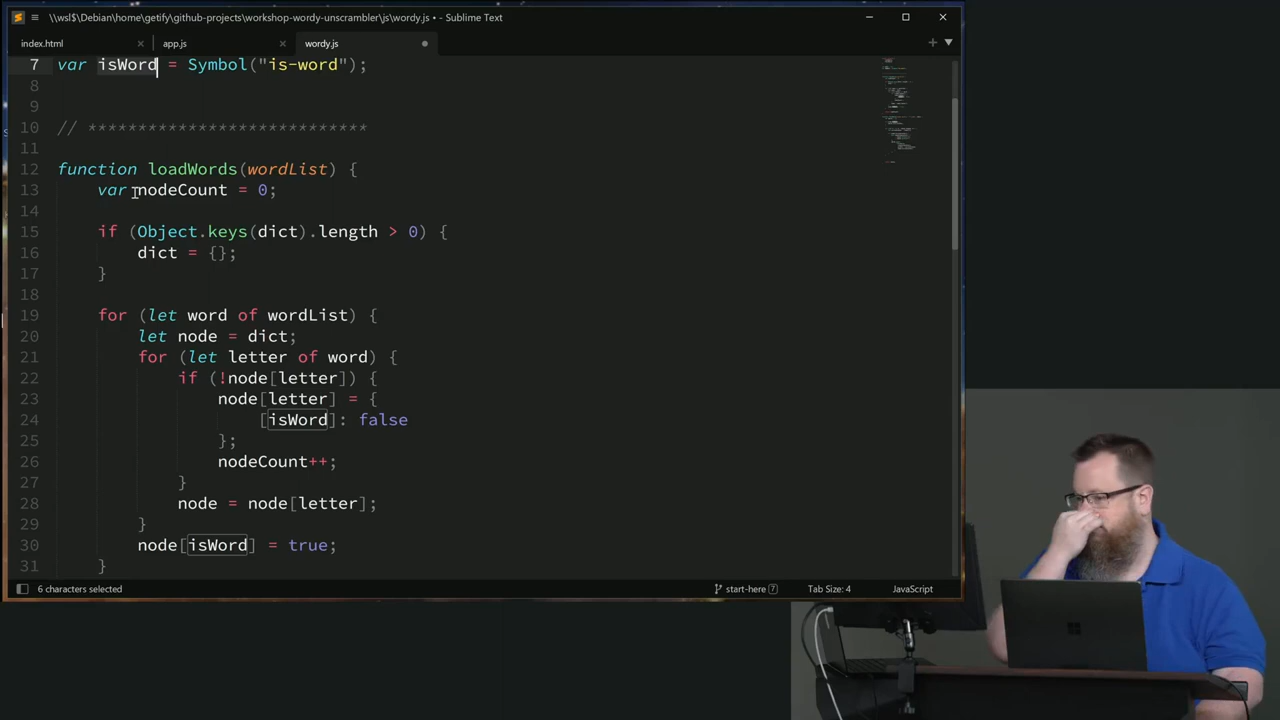 \\wsl$\Debian\home\getify\github-projects\workshop-wordy-unscrambler\js\wordy.js • - Sublime Text
index.html
app.js
wordy.js
7 var isWord = Symbol("is-word");
8
9
10 // ****************************
11
12 function loadWords(wordList) {
13 var nodeCount = 0;
14
15 if (Object.keys(dict).length > 0) {
16 dict = {};
17 }
18
19 for (let word of wordList) {
20 let node = dict;
21 for (let letter of word) {
22 if (!node[letter]) {
23 node[letter] = {
24 [isWord]: false
25 };
26 nodeCount++;
27 }
28 node = node[letter];
29 }
30 node[isWord] = true;
31 }
6 characters selected
start-here 7
Tab Size: 4
JavaScript